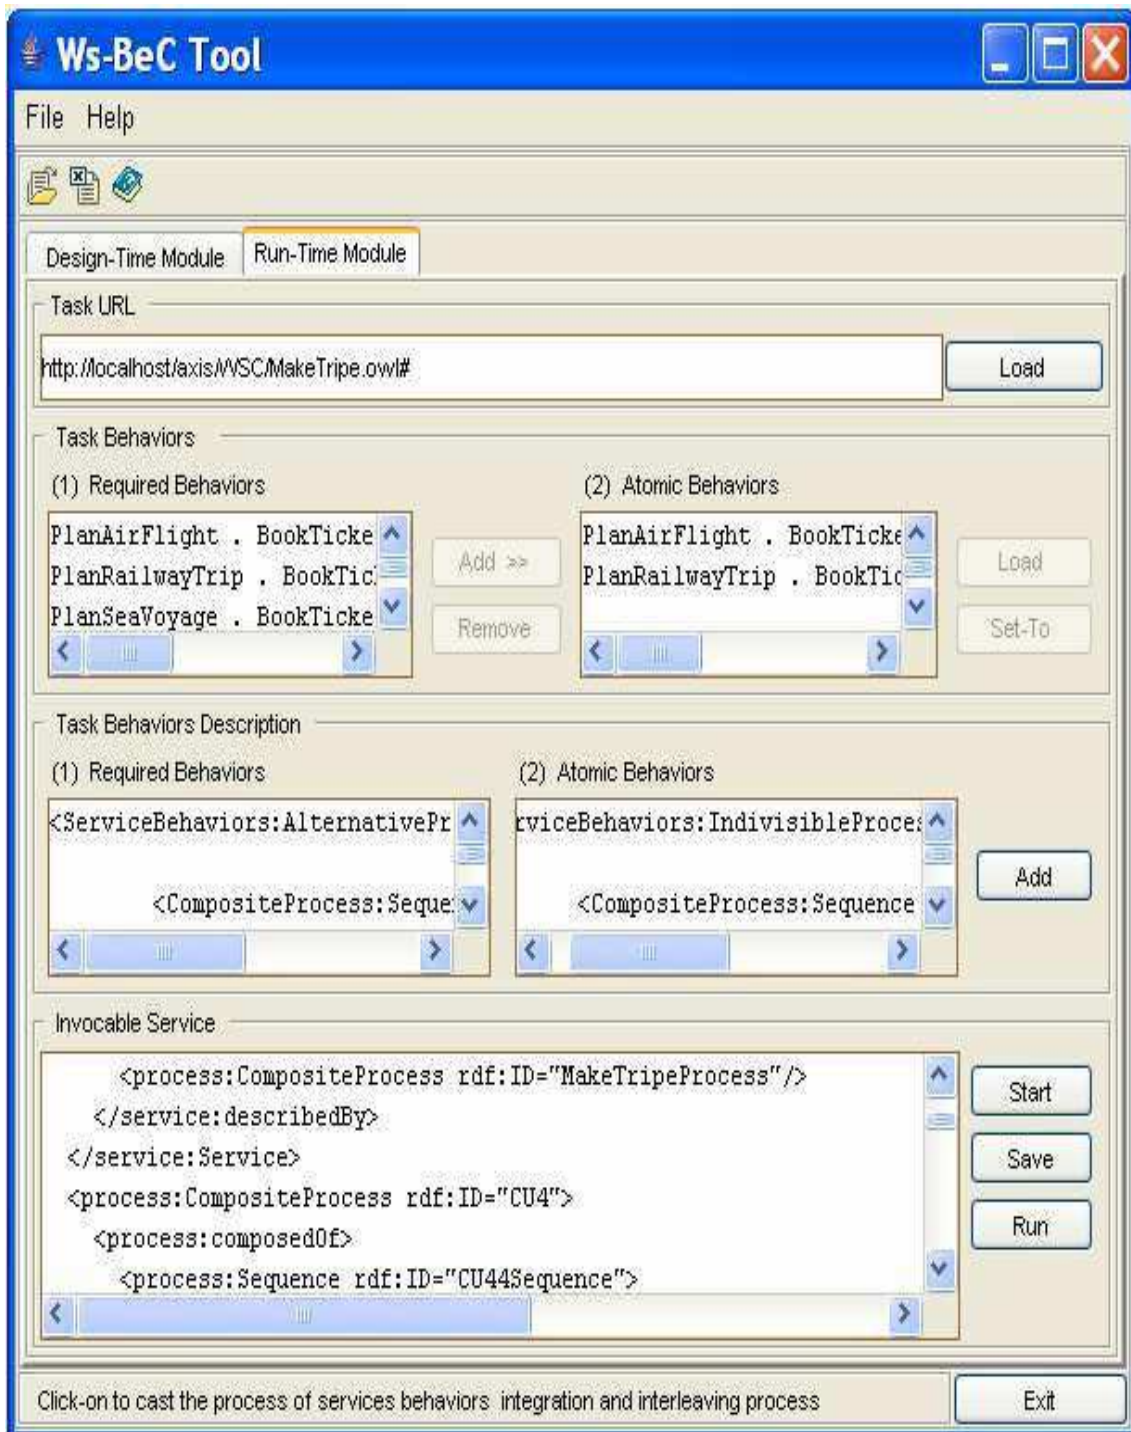 Ws-BeC Tool
File Help
Design-Time Module Run-Time Module
Task URL
http://localhost/axis/WSC/MakeTripe.owl# Load
Task Behaviors
(1) Required Behaviors (2) Atomic Behaviors
PlanAirFlight . BookTicke
PlanRailwayTrip . BookTic
PlanSeaVoyage . BookTicke
Add >>
Remove
PlanAirFlight . BookTicke
PlanRailwayTrip . BookTic
Load
Set-To
Task Behaviors Description
(1) Required Behaviors (2) Atomic Behaviors
<ServiceBehaviors:AlternativePr
<CompositeProcess:Seque
rviceBehaviors:IndivisibleProces
<CompositeProcess:Sequence
Add
Invocable Service
<process:CompositeProcess rdf:ID="MakeTripeProcess"/>
</service:describedBy>
</service:Service>
<process:CompositeProcess rdf:ID="CU4">
<process:composedOf>
<process:Sequence rdf:ID="CU44Sequence">
Start
Save
Run
Click-on to cast the process of services behaviors integration and interleaving process Exit